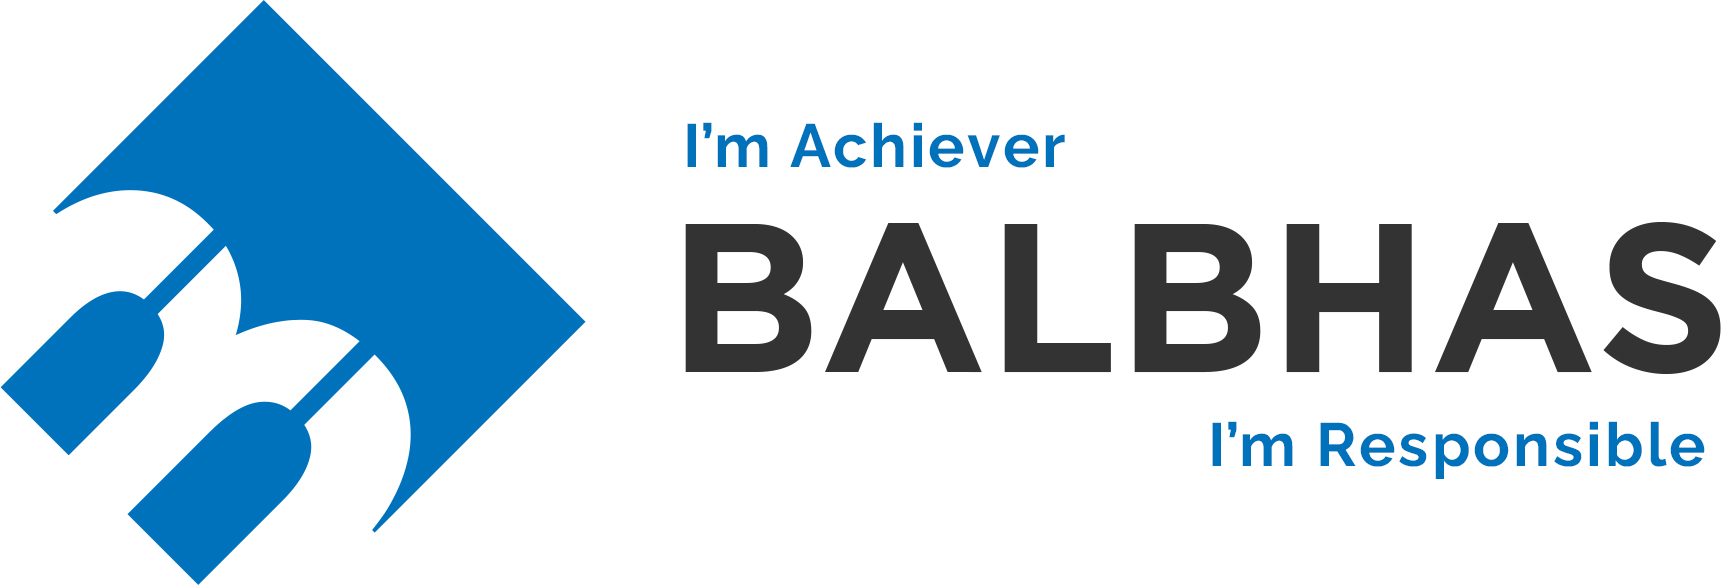 I’m Achiever
BALBHAS
I’m Responsible